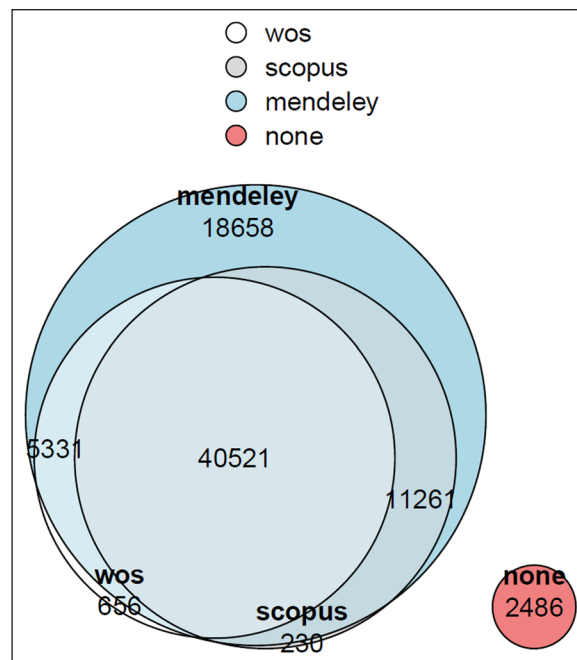 wos
scopus
mendeley
none
mendeley
18658
5331
40521
11261
wos
656
scopus
230
none
2486